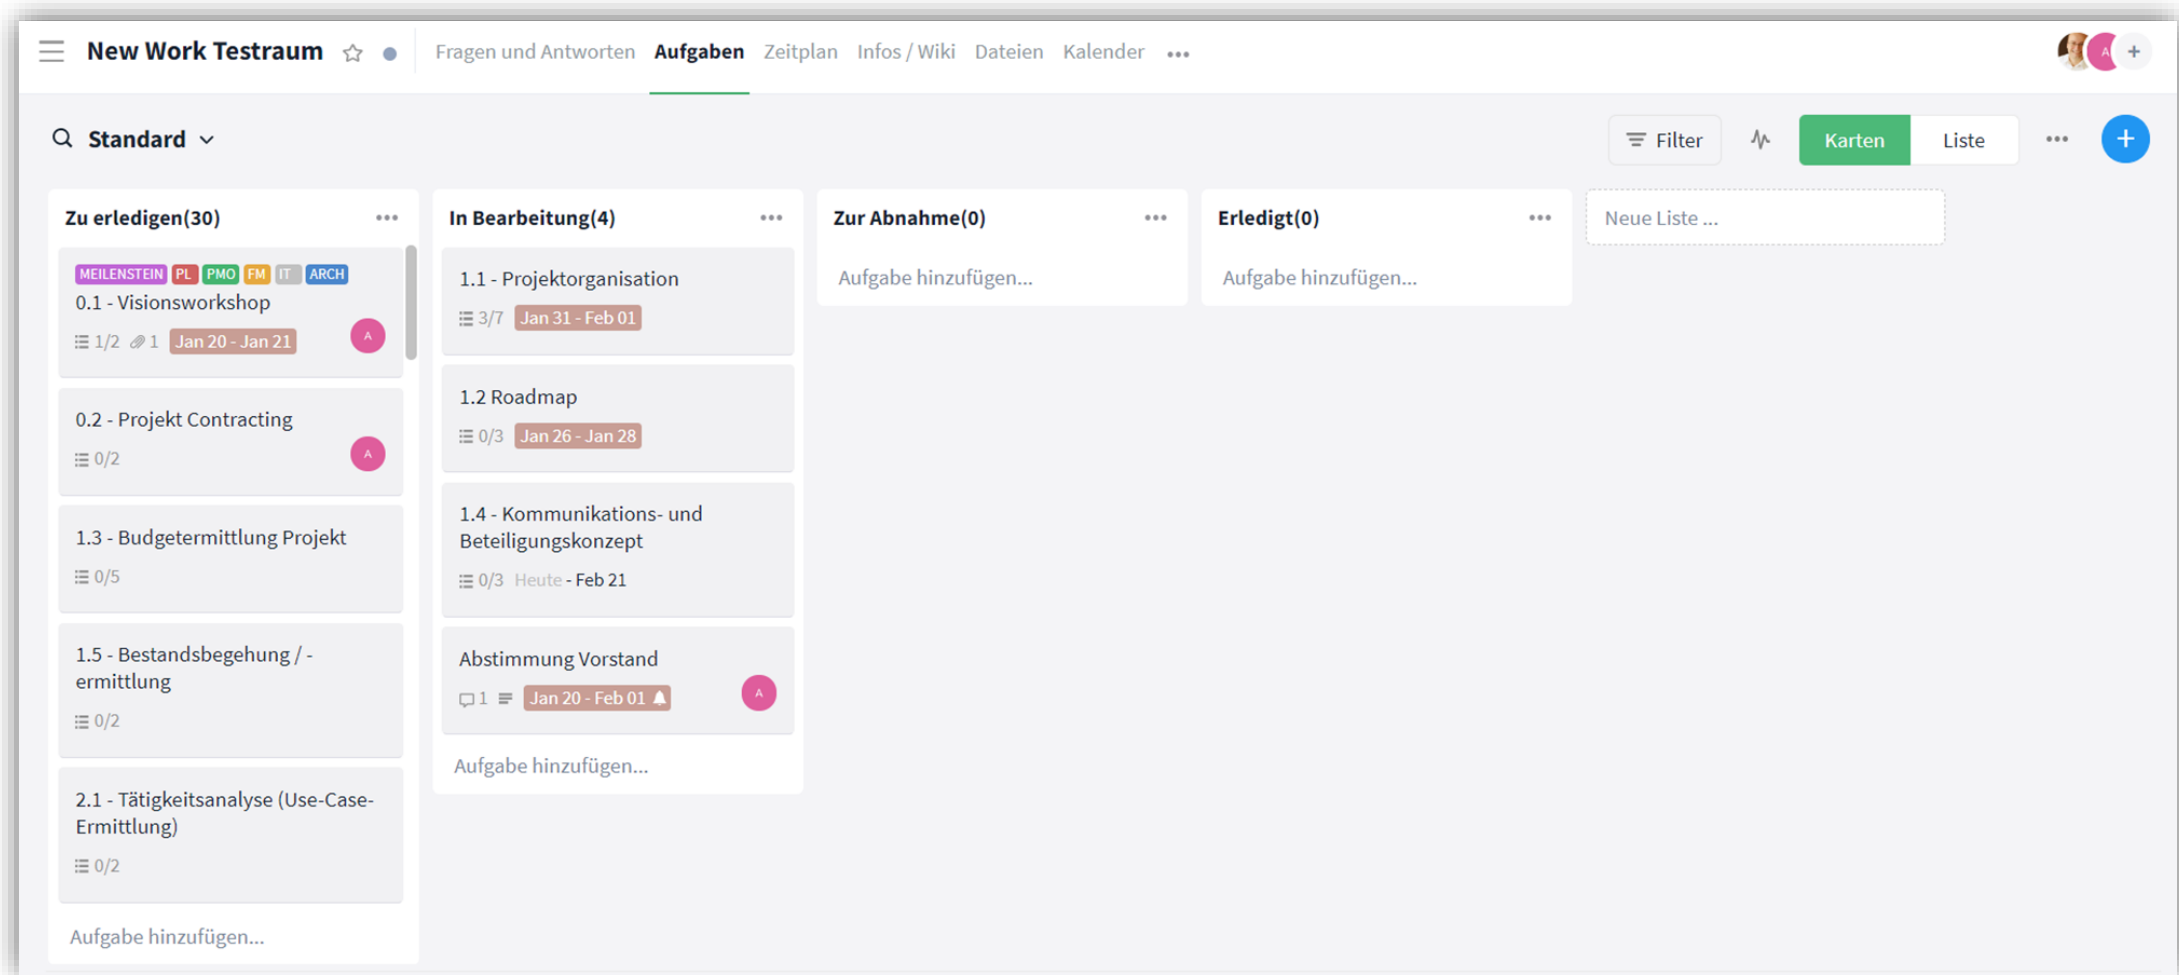 New Work Testraum
Fragen und Antworten Aufgaben Zeitplan Infos / Wiki Dateien Kalender •••
A +
Standard
Filter
Karten Liste ••• +
Zu erledigen(30) •••
MEILENSTEIN PL PMO FM IT ARCH
0.1 - Visionsworkshop
1/2 1 Jan 20 - Jan 21
A
0.2 - Projekt Contracting
0/2
A
1.3 - Budgetermittlung Projekt
0/5
1.5 - Bestandsbegehung / -
ermittlung
0/2
2.1 - Tätigkeitsanalyse (Use-Case-
Ermittlung)
0/2
Aufgabe hinzufügen...
In Bearbeitung(4) •••
1.1 - Projektorganisation
3/7 Jan 31 - Feb 01
1.2 Roadmap
0/3 Jan 26 - Jan 28
1.4 - Kommunikations- und
Beteiligungskonzept
0/3 Heute - Feb 21
Abstimmung Vorstand
1 Jan 20 - Feb 01
A
Aufgabe hinzufügen...
Zur Abnahme(0) •••
Aufgabe hinzufügen...
Erledigt(0) •••
Aufgabe hinzufügen...
Neue Liste ...